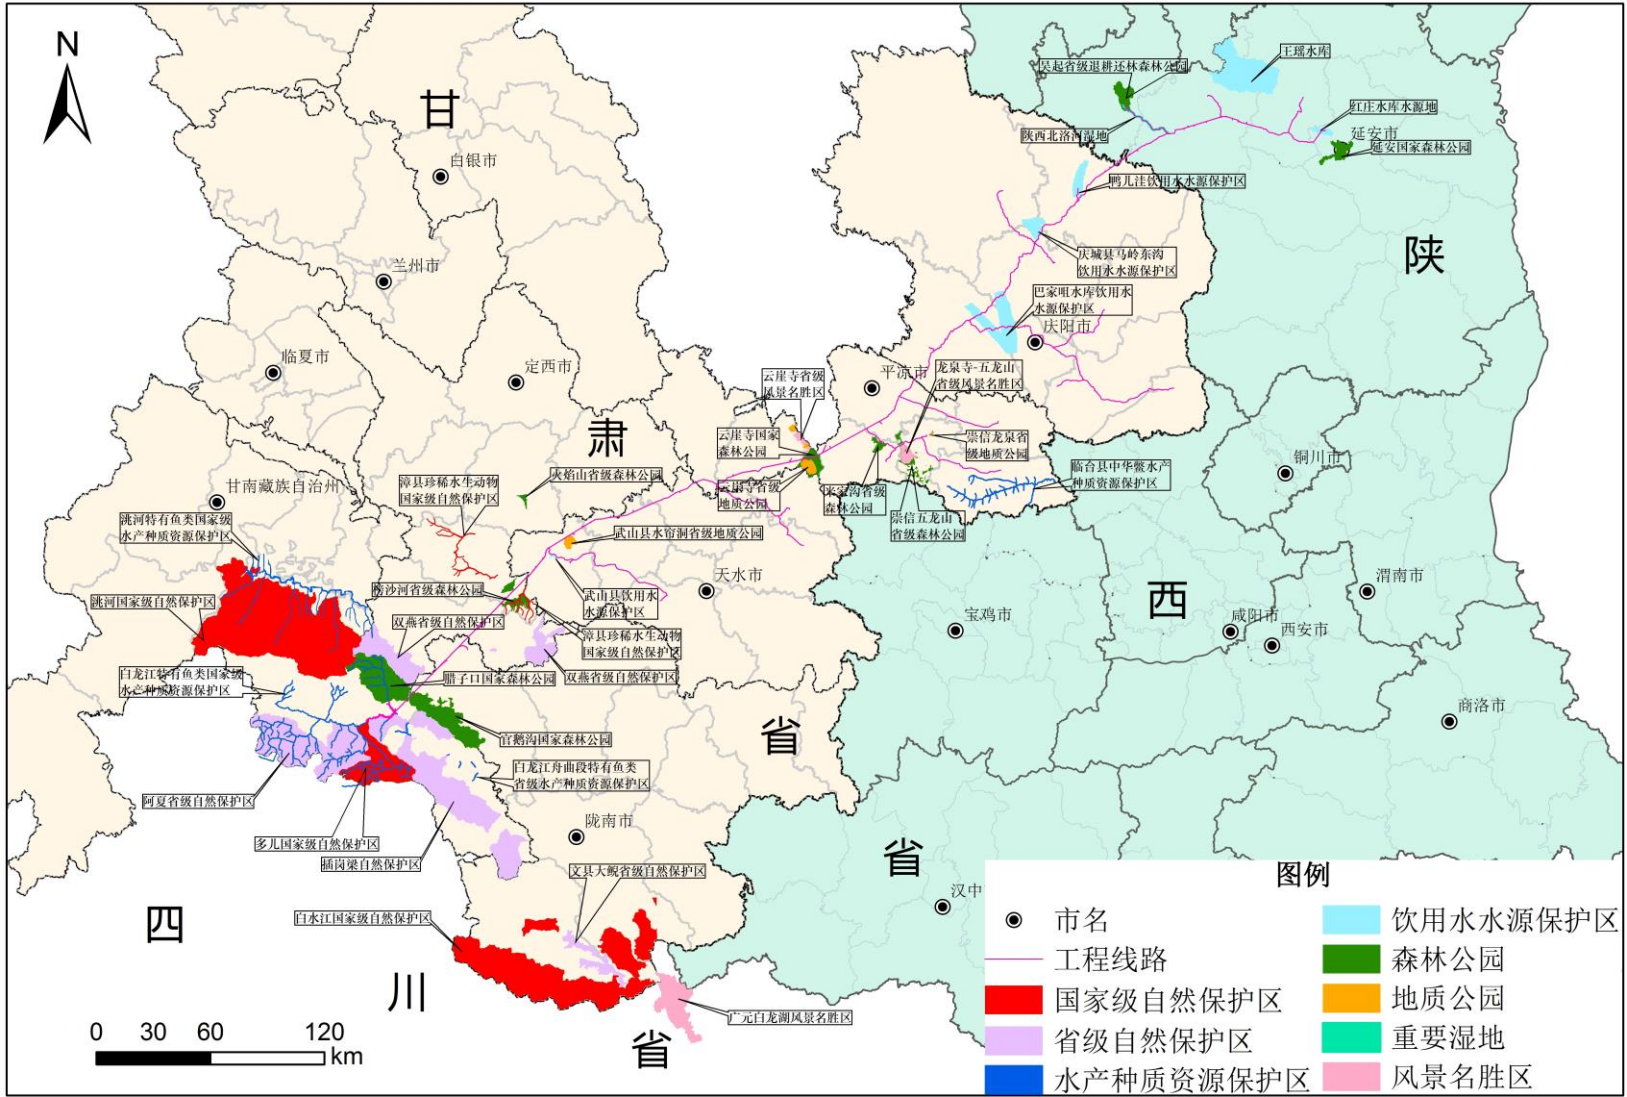 N
甘
白银市
兰州市
临夏市
定西市
肃
甘南藏族自治州
吴起省级退耕还林森林公园
王瑶水库
红庄水库水源地
延安市
延安国家森林公园
陕西北洛河湿地
鸭儿洼饮用水水源保护区
陕
庆城县马岭东沟
饮用水水源保护区
巴家咀水库饮用水
水源保护区
庆阳市
平凉市
龙泉寺-五龙山
省级风景名胜区
云崖寺省级
风景名胜区
云崖寺国家
森林公园
云崖寺省级
地质公园
米家沟省级
森林公园
崇信五龙山
省级森林公园
崇信龙泉省
级地质公园
临台县中华鳖水产
种质资源保护区
铜川市
火焰山省级森林公园
漳县珍稀水生动物
国家级自然保护区
洮河特有鱼类国家级
水产种质资源保护区
武山县水帘洞省级地质公园
天水市
西
渭南市
宝鸡市
咸阳市
西安市
商洛市
洮河国家级自然保护区
榜沙河省级森林公园
武山县饮用水
水源保护区
双燕省级自然保护区
漳县珍稀水生动物
国家级自然保护区
双燕省级自然保护区
白龙江特有鱼类国家级
水产种质资源保护区
腊子口国家森林公园
官鹅沟国家森林公园
省
白龙江舟曲段特有鱼类
省级水产种质资源保护区
阿夏省级自然保护区
多儿国家级自然保护区
插岗梁自然保护区
陇南市
文县大鲵省级自然保护区
省
汉中
白水江国家级自然保护区
四
川
省
广元白龙湖风景名胜区
0 30 60 120
km
图例
市名
工程线路
国家级自然保护区
省级自然保护区
水产种质资源保护区
饮用水水源保护区
森林公园
地质公园
重要湿地
风景名胜区